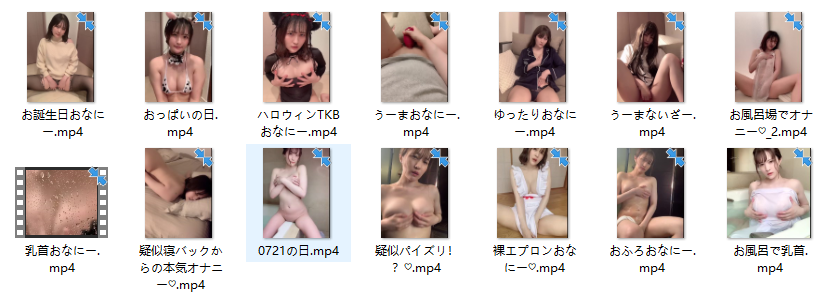 お誕生日おなに
ー.mp4
おっぱいの日.
mp4
ハロウィンTKB
おなにー.mp4
うーまおなにー.
mp4
ゆったりおなに
ー.mp4
うーまないざー.
mp4
お風呂場でオナ
ニー♡_2.mp4
乳首おなにー.
mp4
疑似寝バックか
らの本気オナニ
ー♡.mp4
0721の日.mp4
疑似パイズリ!
?♡.mp4
裸エプロンおな
にー♡.mp4
おふろおなにー.
mp4
お風呂で乳首.
mp4